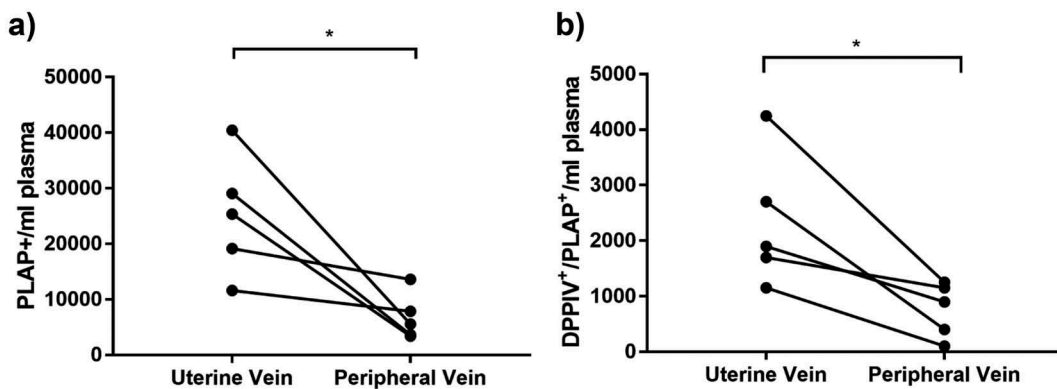 a)
*
PLAP+/ml plasma
50000
40000
30000
20000
10000
0
Uterine Vein Peripheral Vein
b)
*
DPPIV⁺/PLAP⁺/ml plasma
5000
4000
3000
2000
1000
0
Uterine Vein Peripheral Vein